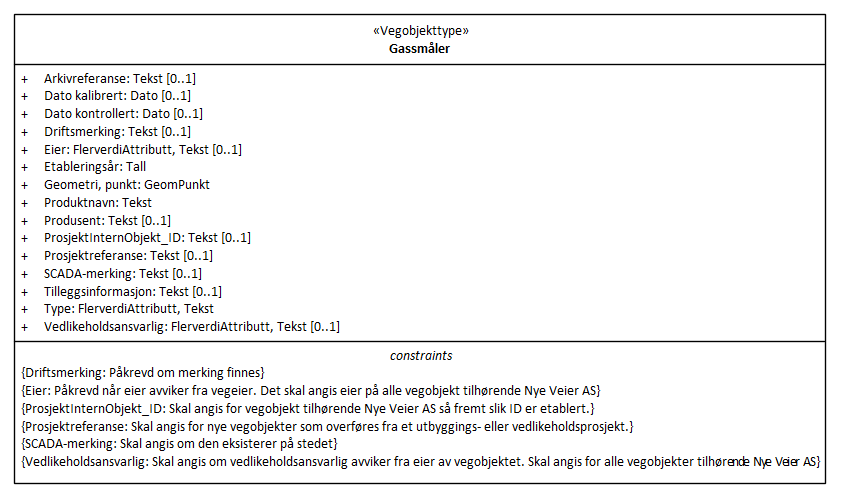 «Vegobjekttype»
Gassmåler
+ Arkivreferanse: Tekst [0..1]
+ Dato kalibrert: Dato [0..1]
+ Dato kontrollert: Dato [0..1]
+ Driftsmerking: Tekst [0..1]
+ Eier: FlerverdiAttributt, Tekst [0..1]
+ Etableringsår: Tall
+ Geometri, punkt: GeomPunkt
+ Produktnavn: Tekst
+ Produsent: Tekst [0..1]
+ ProsjektInternObjekt_ID: Tekst [0..1]
+ Prosjektreferanse: Tekst [0..1]
+ SCADA-merking: Tekst [0..1]
+ Tilleggsinformasjon: Tekst [0..1]
+ Type: FlerverdiAttributt, Tekst
+ Vedlikeholdsansvarlig: FlerverdiAttributt, Tekst [0..1]
constraints
{Driftsmerking: Påkrevd om merking finnes}
{Eier: Påkrevd når eier avviker fra vegeier. Det skal angis eier på alle vegobjekt tilhørende Nye Veier AS}
{ProsjektInternObjekt_ID: Skal angis for vegobjekt tilhørende Nye Veier AS så fremt slik ID er etablert.}
{Prosjektreferanse: Skal angis for nye vegobjekter som overføres fra et utbyggings- eller vedlikeholdsprosjekt.}
{SCADA-merking: Skal angis om den eksisterer på stedet}
{Vedlikeholdsansvarlig: Skal angis om vedlikeholdsansvarlig avviker fra eier av vegobjektet. Skal angis for alle vegobjekter tilhørende Nye Veier AS}